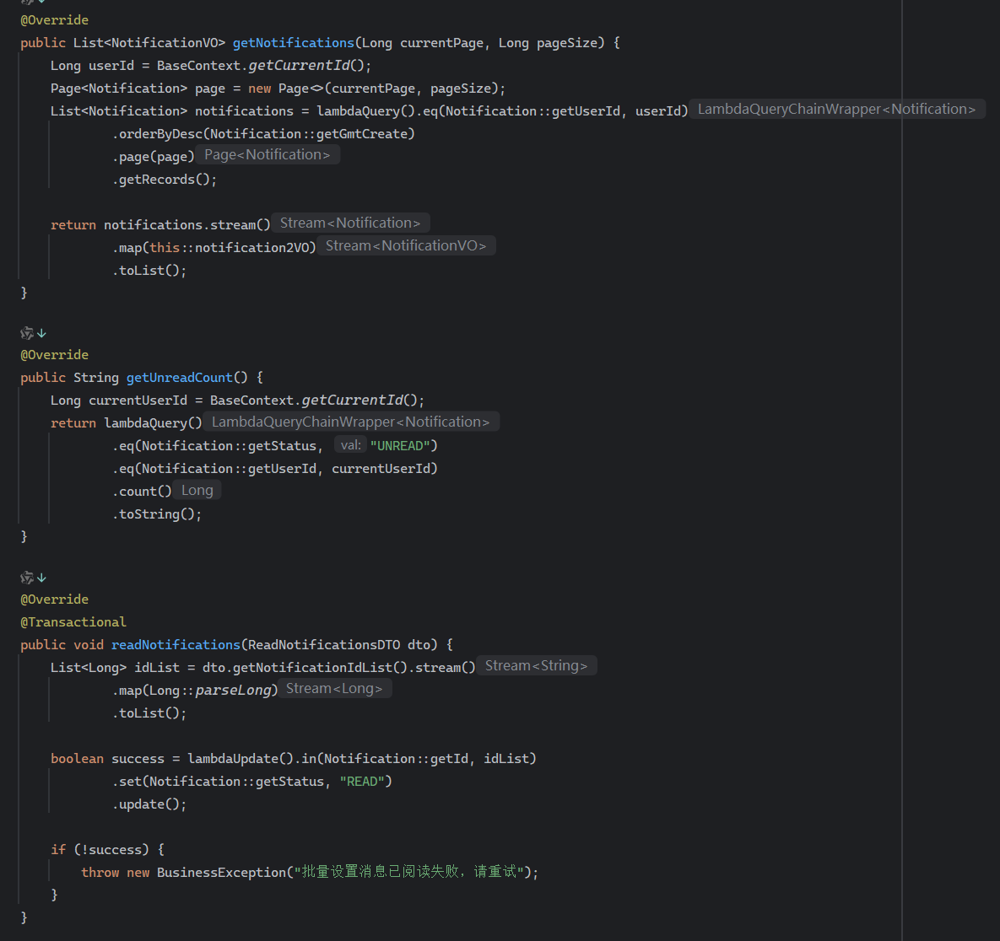 @Override
public List<NotificationVO> getNotifications(Long currentPage, Long pageSize) {
Long userId = BaseContext.getCurrentId();
Page<Notification> page = new Page<>(currentPage, pageSize);
List<Notification> notifications = lambdaQuery().eq(Notification::getUserId, userId) LambdaQueryChainWrapper<Notification>
.orderByDesc(Notification::getGmtCreate)
.page(page) Page<Notification>
.getRecords();
return notifications.stream() Stream<Notification>
.map(this::notification2VO) Stream<NotificationVO>
.toList();
}
@Override
public String getUnreadCount() {
Long currentUserId = BaseContext.getCurrentId();
return lambdaQuery() LambdaQueryChainWrapper<Notification>
.eq(Notification::getStatus, val: "UNREAD")
.eq(Notification::getUserId, currentUserId)
.count() Long
.toString();
}
@Override
@Transactional
public void readNotifications(ReadNotificationsDTO dto) {
List<Long> idList = dto.getNotificationIdList().stream() Stream<String>
.map(Long::parseLong) Stream<Long>
.toList();
boolean success = lambdaUpdate().in(Notification::getId, idList)
.set(Notification::getStatus, "READ")
.update();
if (!success) {
throw new BusinessException("批量设置消息已阅读失败，请重试");
}
}